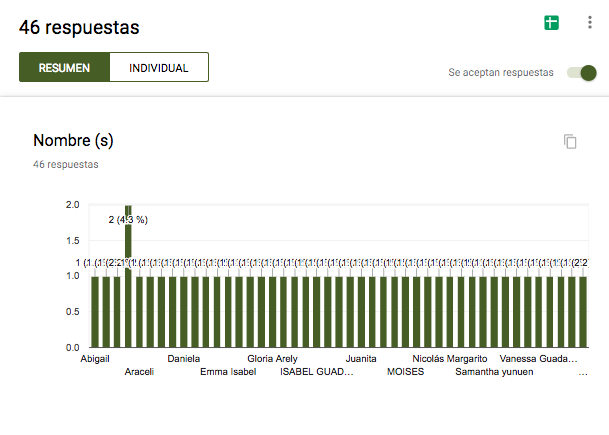 46 respuestas
RESUMEN
INDIVIDUAL
Se aceptan respuestas
Nombre (s)
46 respuestas
2.0
2 (4.3 %)
1.5
1.0
0.5
0.0
Abigail
Daniela
Gloria Arely
Juanita
Nicolás Margarito
Vanessa Guada…
Araceli
Emma Isabel
ISABEL GUAD…
MOISES
Samantha yunuen
…